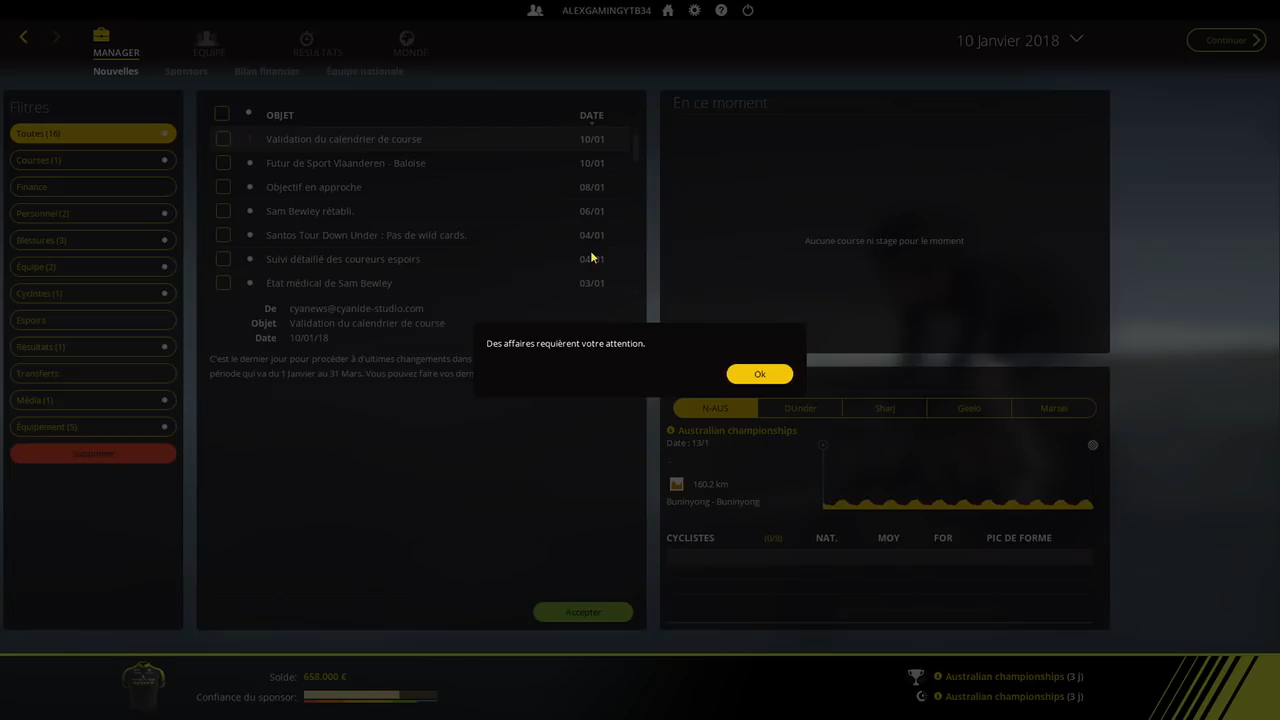 ALEXGAMINGYTB34
MANAGER
ÉQUIPE
RÉSULTATS
MONDE
10 Janvier 2018
Continuer
Nouvelles
Sponsors
Bilan financier
Équipe nationale
Filtres
Toutes (16)
Courses (1)
Finance
Personnel (2)
Blessures (3)
Équipe (2)
Cyclistes (1)
Espoirs
Résultats (1)
Transferts
Média (1)
Équipement (5)
Supprimer
OBJET DATE
Validation du calendrier de course 10/01
Futur de Sport Vlaanderen - Baloise 10/01
Objectif en approche 08/01
Sam Bewley rétabli. 06/01
Santos Tour Down Under : Pas de wild cards. 04/01
Suivi détaillé des coureurs espoirs 04/01
État médical de Sam Bewley 03/01
De cyanews@cyanide-studio.com
Objet Validation du calendrier de course
Date 10/01/18
C'est le dernier jour pour procéder à d'ultimes changements dans
période qui va du 1 Janvier au 31 Mars. Vous pouvez faire vos dern
Accepter
Des affaires requièrent votre attention.
Ok
En ce moment
Aucune course ni stage pour le moment
N-AUS DUnder Sharj Geelo Marsei
Australian championships
Date : 13/1
160.2 km
Buninyong - Buninyong
CYCLISTES (0/8) NAT. MOY FOR PIC DE FORME
Solde: 658.000 €
Confiance du sponsor:
Australian championships (3 j)
Australian championships (3 j)